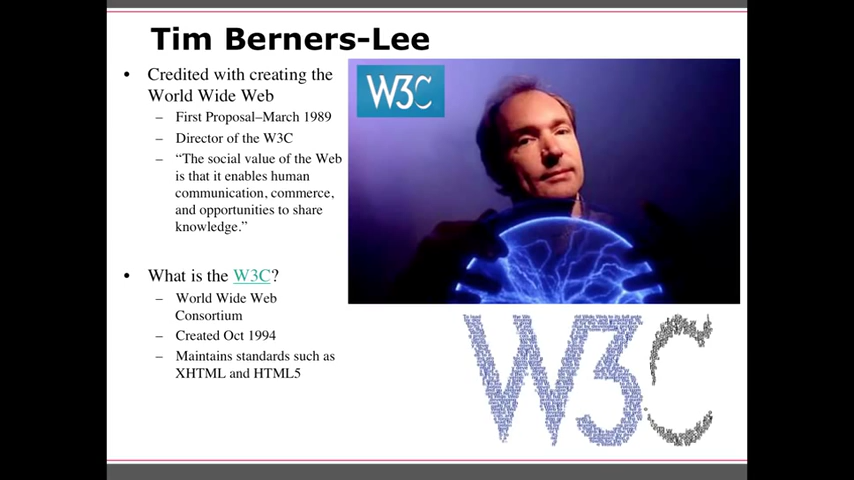 Tim Berners-Lee
• Credited with creating the
World Wide Web
– First Proposal–March 1989
– Director of the W3C
– “The social value of the Web
is that it enables human
communication, commerce,
and opportunities to share
knowledge.”
• What is the W3C?
– World Wide Web
Consortium
– Created Oct 1994
– Maintains standards such as
XHTML and HTML5
W3C
W3C